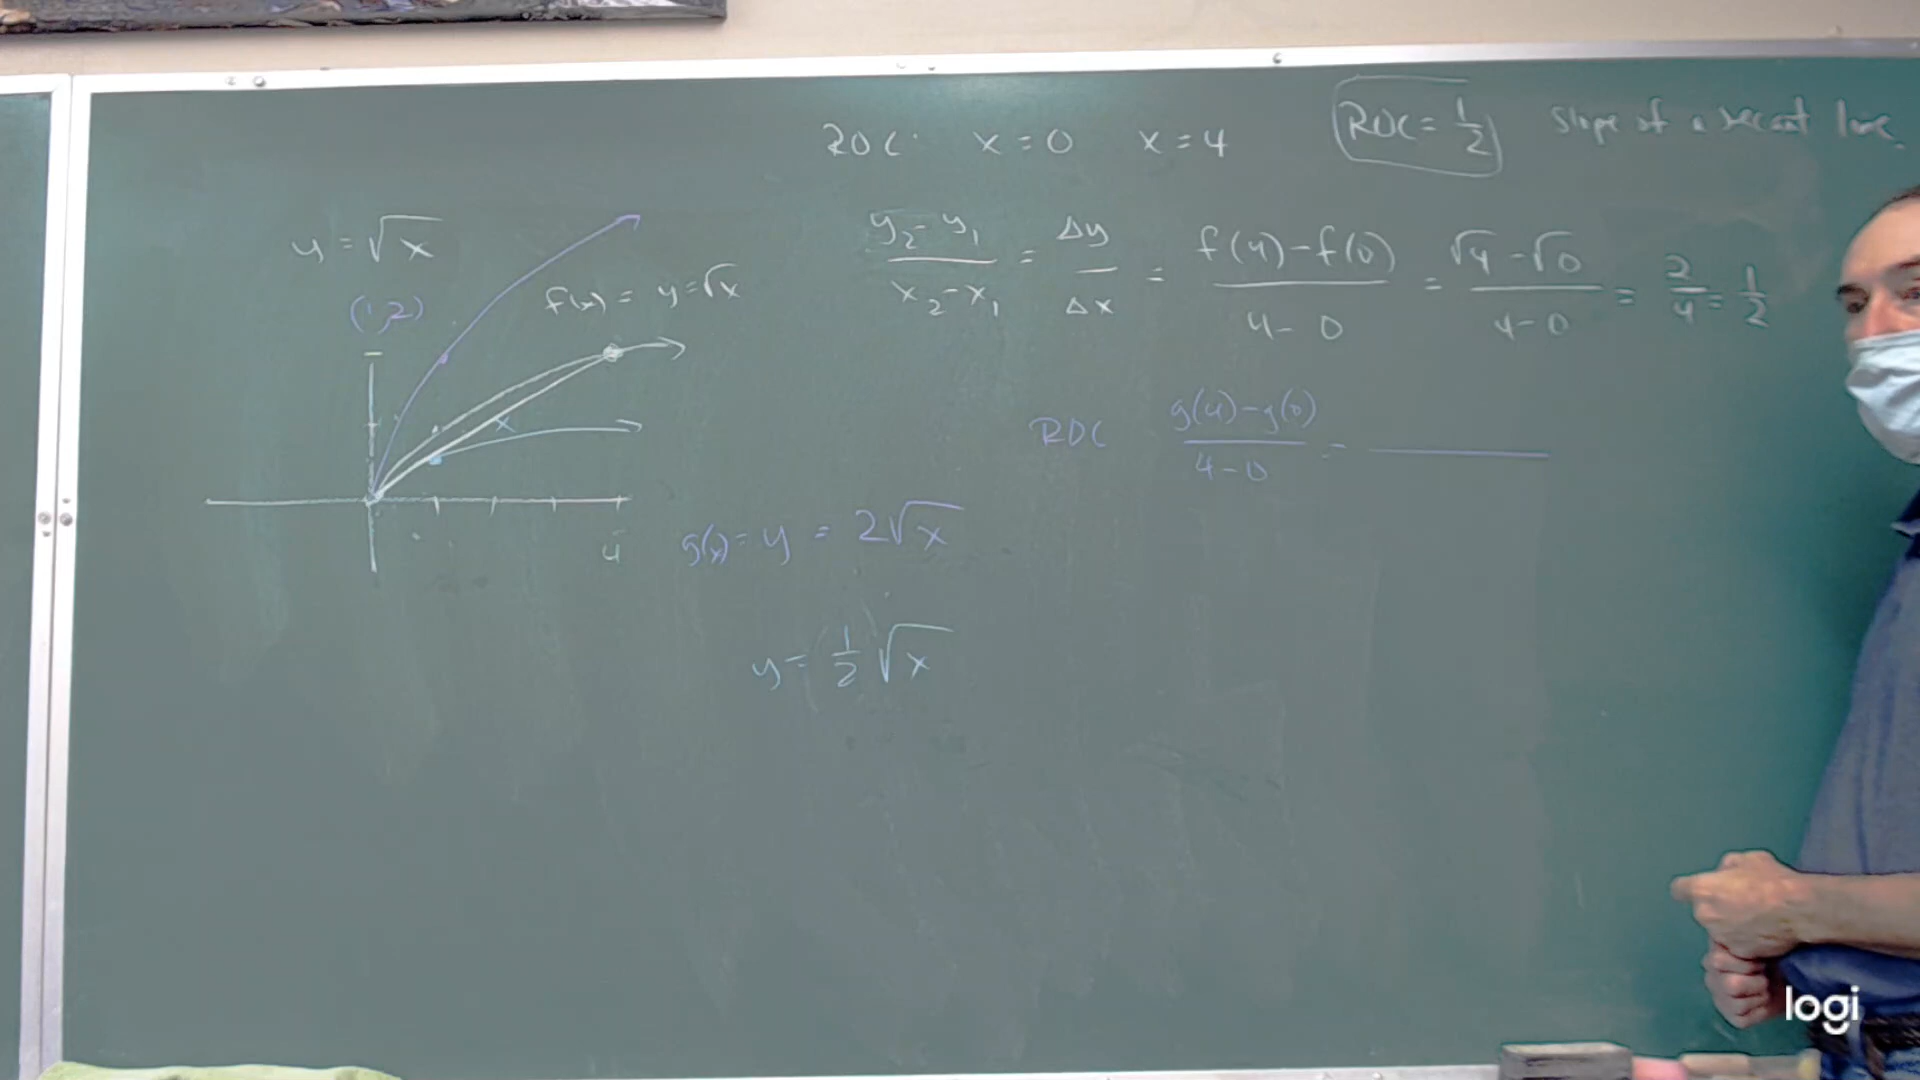 ROC: x = 0 x = 4
ROC = 1/2 slope of a secant line.
y = √x
(1,2)
f(x) = y = √x
(y₂ - y₁)/(x₂ - x₁) = Δy/Δx = (f(4) - f(0))/(4 - 0) = (√4 - √0)/(4 - 0) = 2/4 = 1/2
ROC (g(4) - g(0))/(4 - 0) =
x
4
g(x) = y = 2√x
y = 1/2 √x
logi